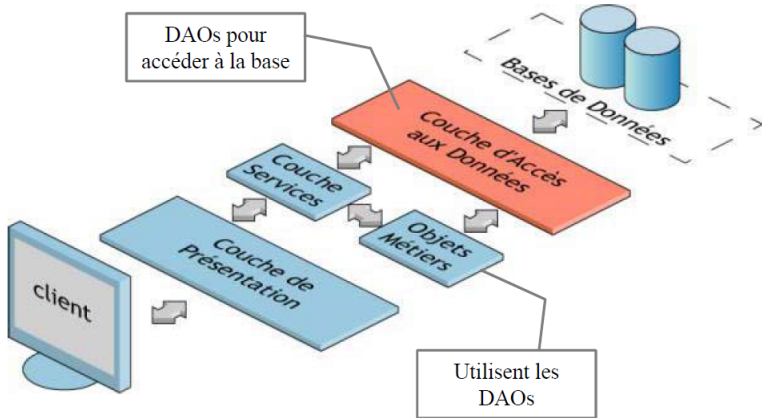 DAOs pour
accéder à la base
Bases de Données
Couche d'Accès
aux Données
Couche
Services
Objets
Métiers
Couche de
Présentation
client
Utilisent les
DAOs